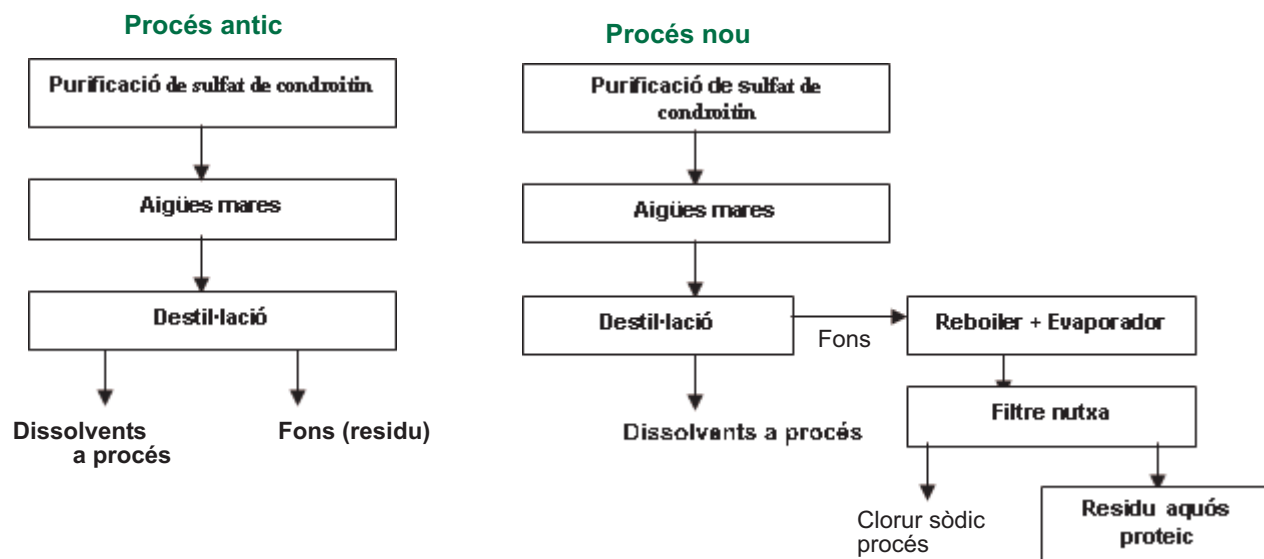 Procés antic
Purificació de sulfat de condroitin
Aigües mares
Destil·lació
Dissolvents
a procés
Fons (residu)
Procés nou
Purificació de sulfat de
condroitin
Aigües mares
Destil·lació
Fons
Reboiler + Evaporador
Dissolvents a procés
Filtre nutxa
Clorur sòdic
procés
Residu aquós
proteic